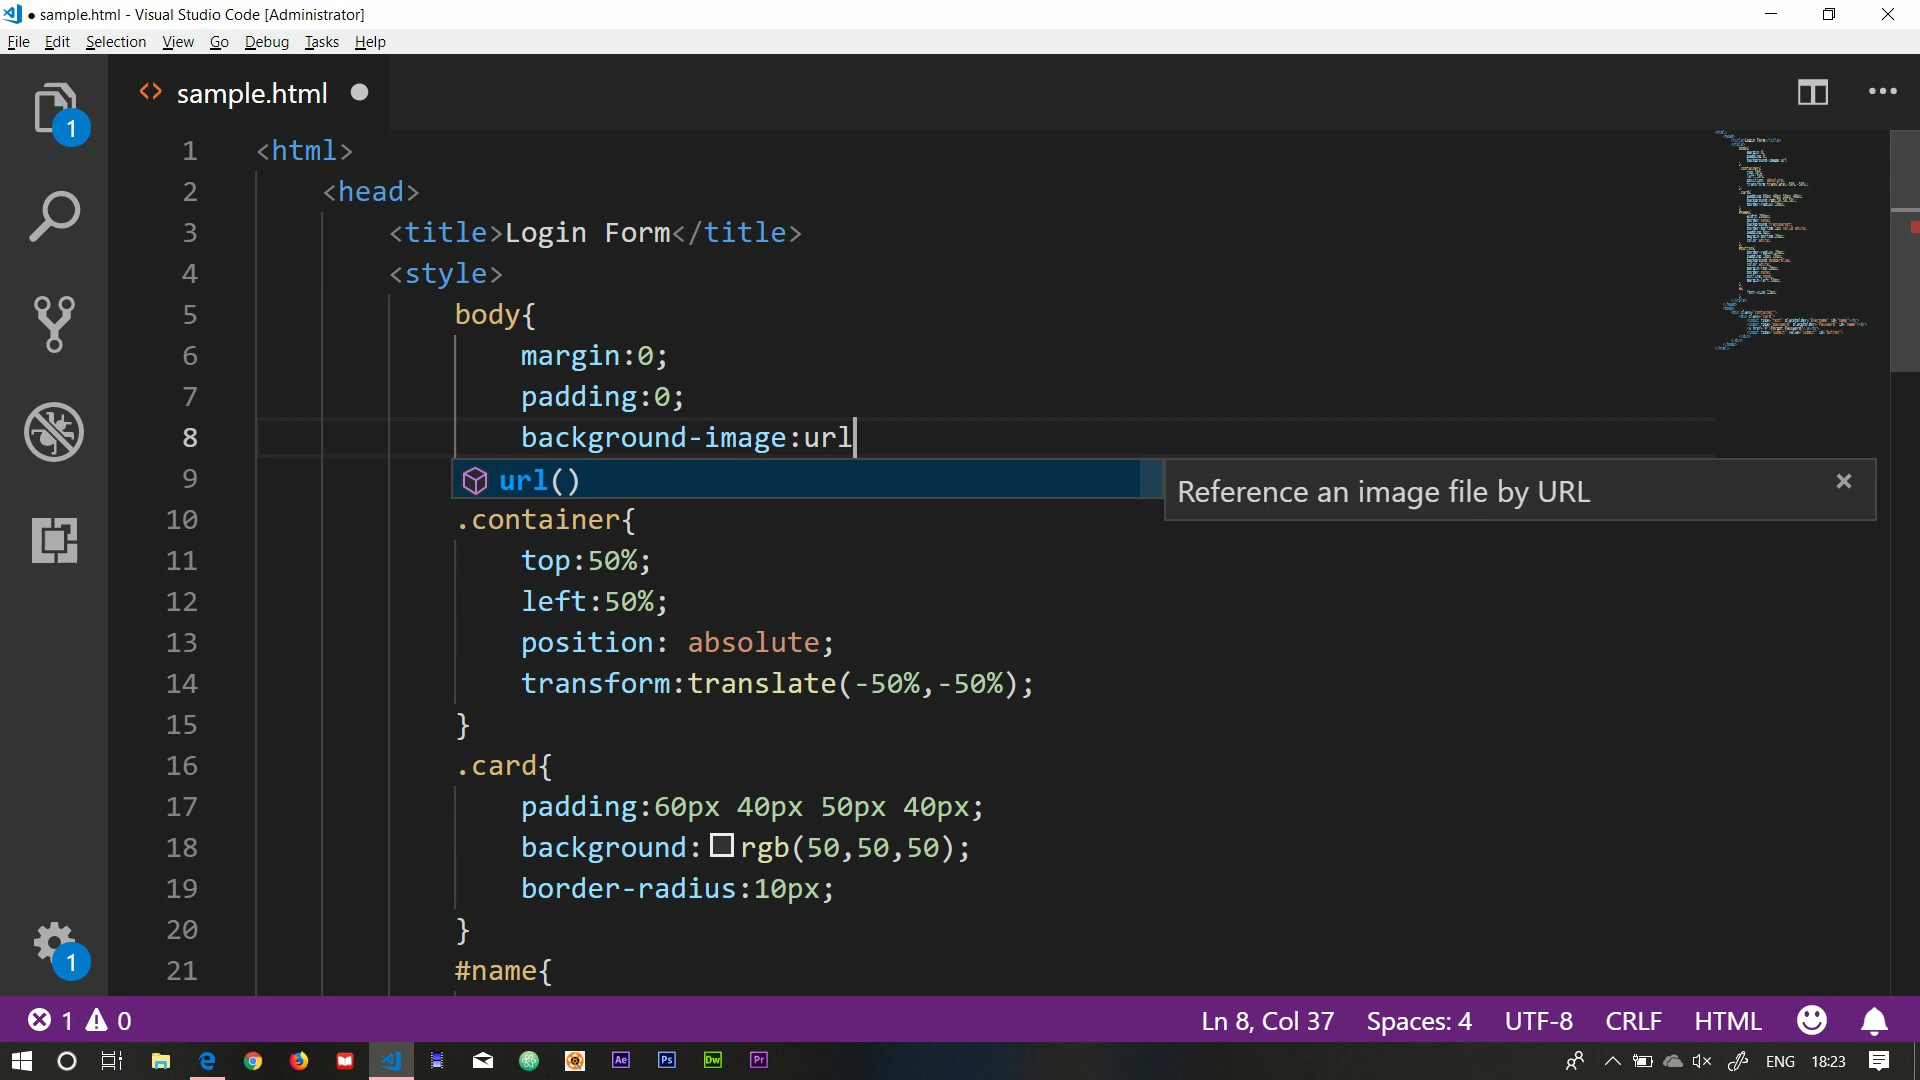 sample.html - Visual Studio Code [Administrator]
File Edit Selection View Go Debug Tasks Help
sample.html
1 <html>
2 <head>
3 <title>Login Form</title>
4 <style>
5 body{
6 margin:0;
7 padding:0;
8 background-image:url
9 url() Reference an image file by URL
10 .container{
11 top:50%;
12 left:50%;
13 position: absolute;
14 transform:translate(-50%,-50%);
15 }
16 .card{
17 padding:60px 40px 50px 40px;
18 background:rgb(50,50,50);
19 border-radius:10px;
20 }
21 #name{
1
1
1 0 Ln 8, Col 37 Spaces: 4 UTF-8 CRLF HTML
Ae Ps Dw Pr ENG 18:23